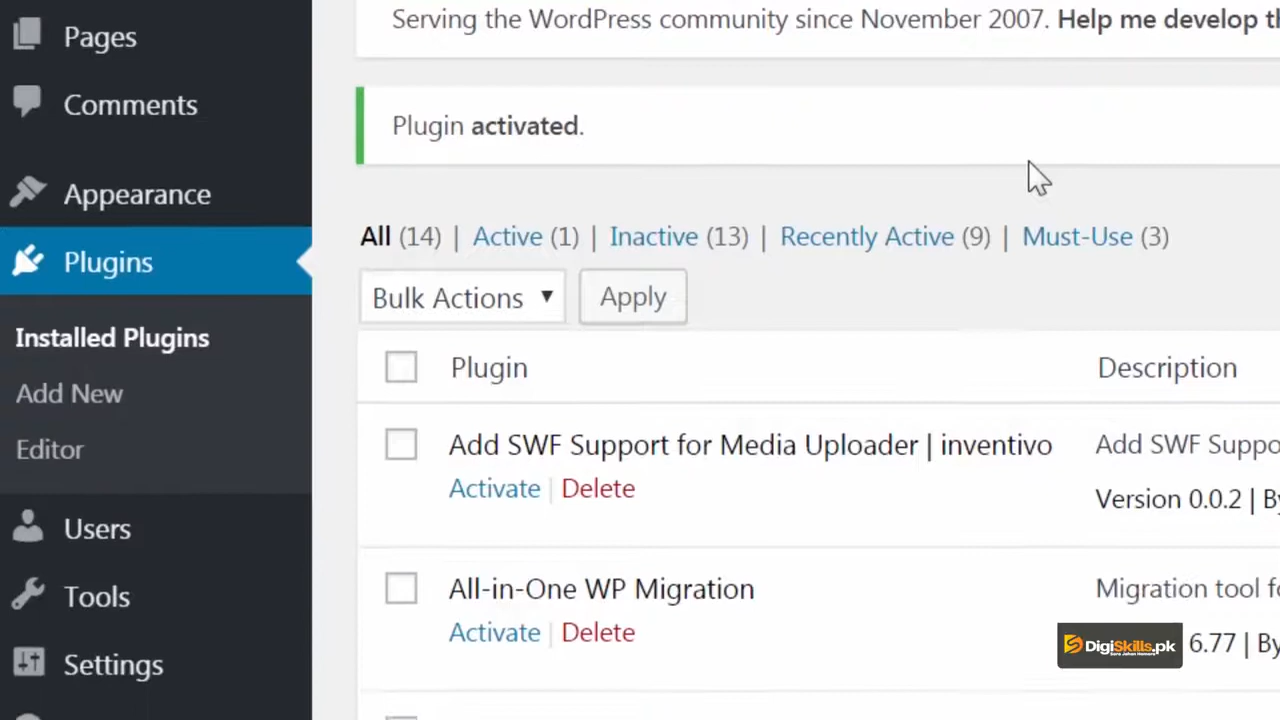 Pages
Comments
Appearance
Plugins
Installed Plugins
Add New
Editor
Users
Tools
Settings
Serving the WordPress community since November 2007. Help me develop th
Plugin activated.
All (14) | Active (1) | Inactive (13) | Recently Active (9) | Must-Use (3)
Bulk Actions Apply
Plugin Description
Add SWF Support for Media Uploader | inventivo Add SWF Suppo
Activate | Delete Version 0.0.2 | By
All-in-One WP Migration Migration tool fo
Activate | Delete 6.77 | By
DigiSkills.pk